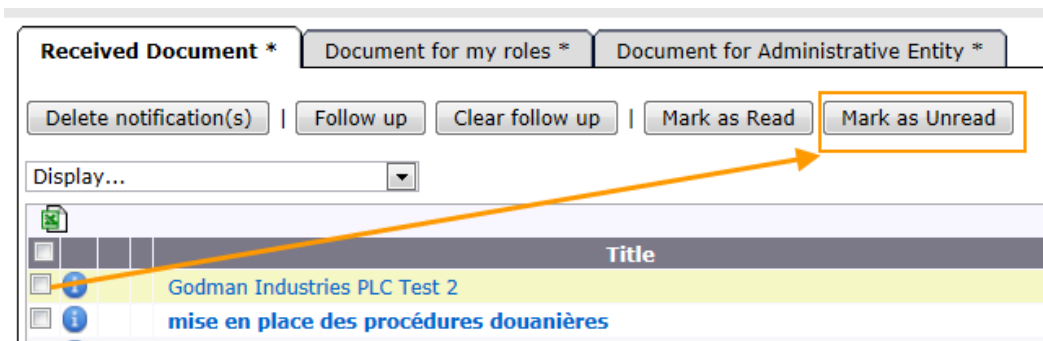 Received Document * Document for my roles * Document for Administrative Entity *
Delete notification(s) | Follow up Clear follow up | Mark as Read Mark as Unread
Display...
Title
Godman Industries PLC Test 2
mise en place des procédures douanières